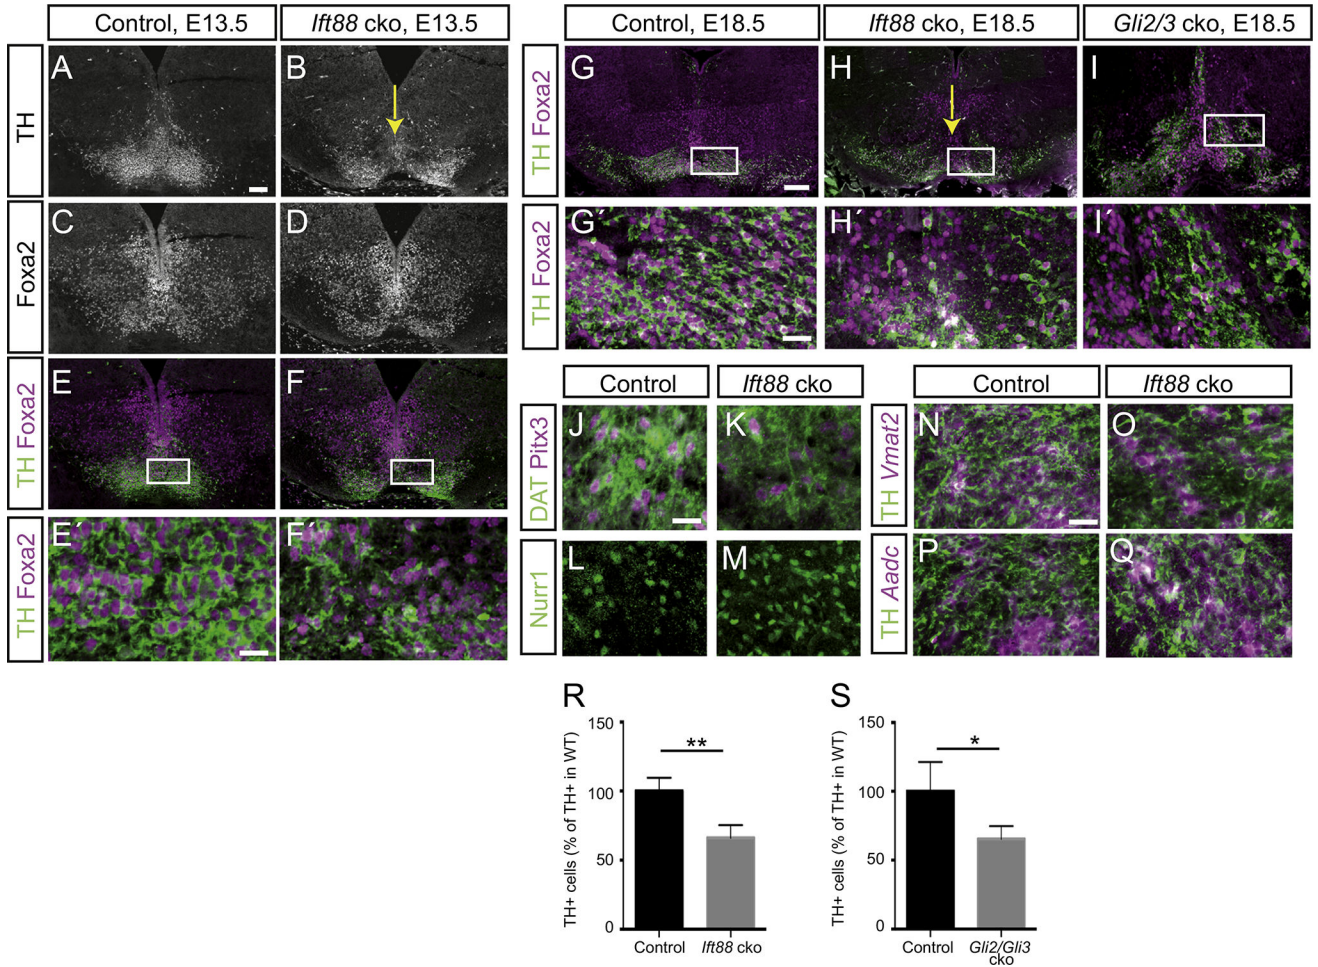 Control, E13.5
Ift88 cko, E13.5
Control, E18.5
Ift88 cko, E18.5
Gli2/3 cko, E18.5
TH
A
B
TH Foxa2
G
H
I
Foxa2
C
D
TH Foxa2
G´
H´
I´
TH Foxa2
E
F
Control
Ift88 cko
Control
Ift88 cko
DAT Pitx3
J
K
TH Vmat2
N
O
TH Foxa2
E´
F´
Nurr1
L
M
TH Aadc
P
Q
R
TH+ cells (% of TH+ in WT)
150
100
50
0
**
Control
Ift88 cko
S
TH+ cells (% of TH+ in WT)
150
100
50
0
*
Control
Gli2/Gli3
cko